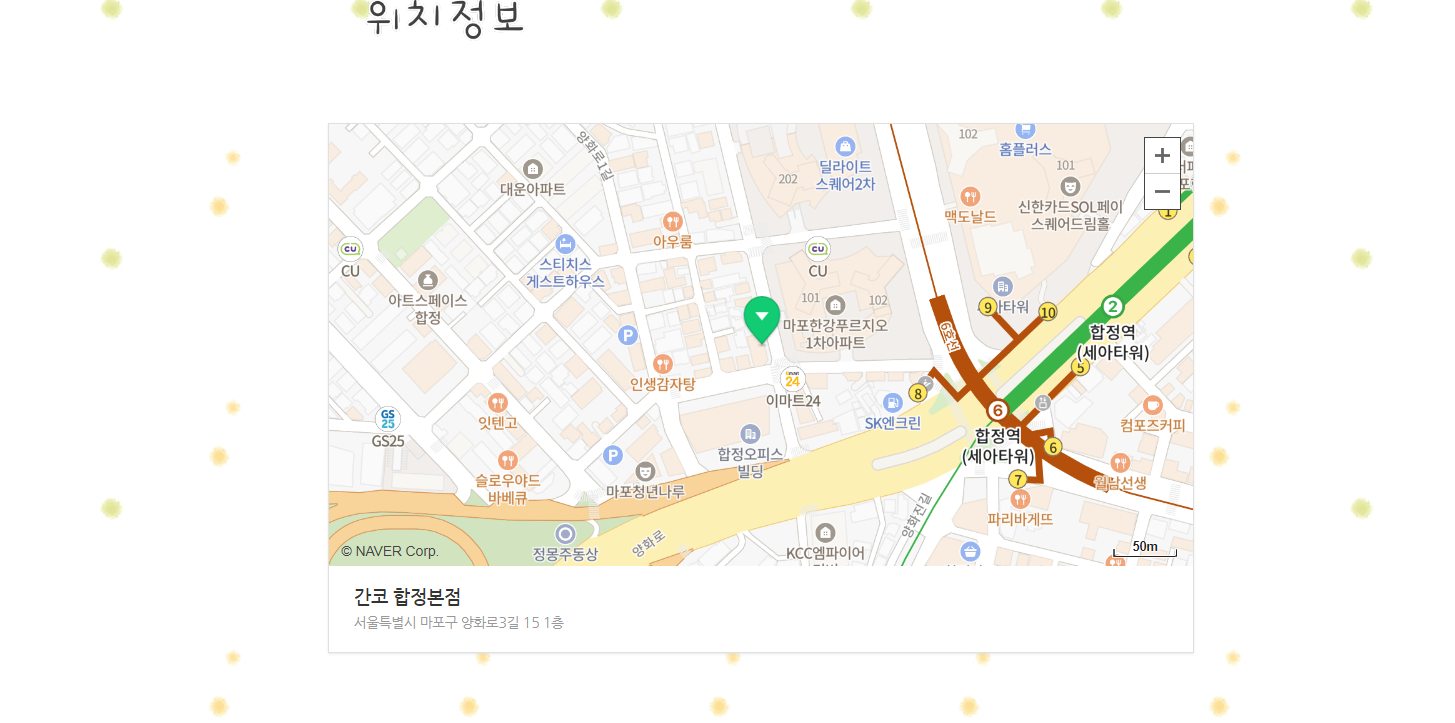 위치정보
양화로1길
대운아파트
202
딜라이트
스퀘어2차
102
홈플러스
101
신한카드SOL페이
스퀘어드림홀
맥도날드
+
−
1
CU
CU
CU
CU
아우룸
스티치스
게스트하우스
아트스페이스
합정
101
102
마포한강푸르지오
1차아파트
6호선
9
10
2
합정역
(세아타워)
5
P
인생감자탕
emart
24
이마트24
8
SK엔크린
6
합정역
(세아타워)
6
7
컴포즈커피
GS
25
GS25
잇텐고
합정오피스
빌딩
P
슬로우야드
바베큐
마포청년나루
파리바게뜨
양화진길
양화로
정몽주동상
KCC엠파이어
© NAVER Corp.
50m
간코 합정본점
서울특별시 마포구 양화로3길 15 1층